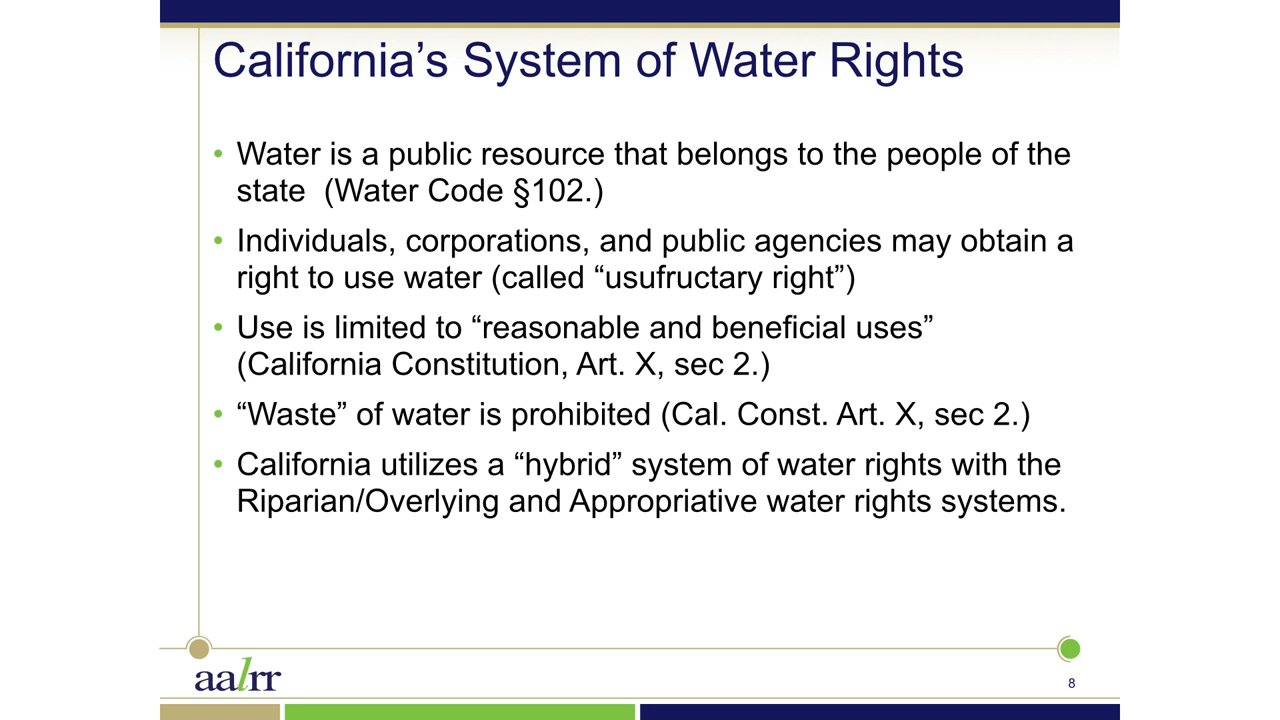 California’s System of Water Rights
• Water is a public resource that belongs to the people of the
state  (Water Code §102.)
• Individuals, corporations, and public agencies may obtain a
right to use water (called “usufructary right”)
• Use is limited to “reasonable and beneficial uses”
(California Constitution, Art. X, sec 2.)
• “Waste” of water is prohibited (Cal. Const. Art. X, sec 2.)
• California utilizes a “hybrid” system of water rights with the
Riparian/Overlying and Appropriative water rights systems.
aalrr
8